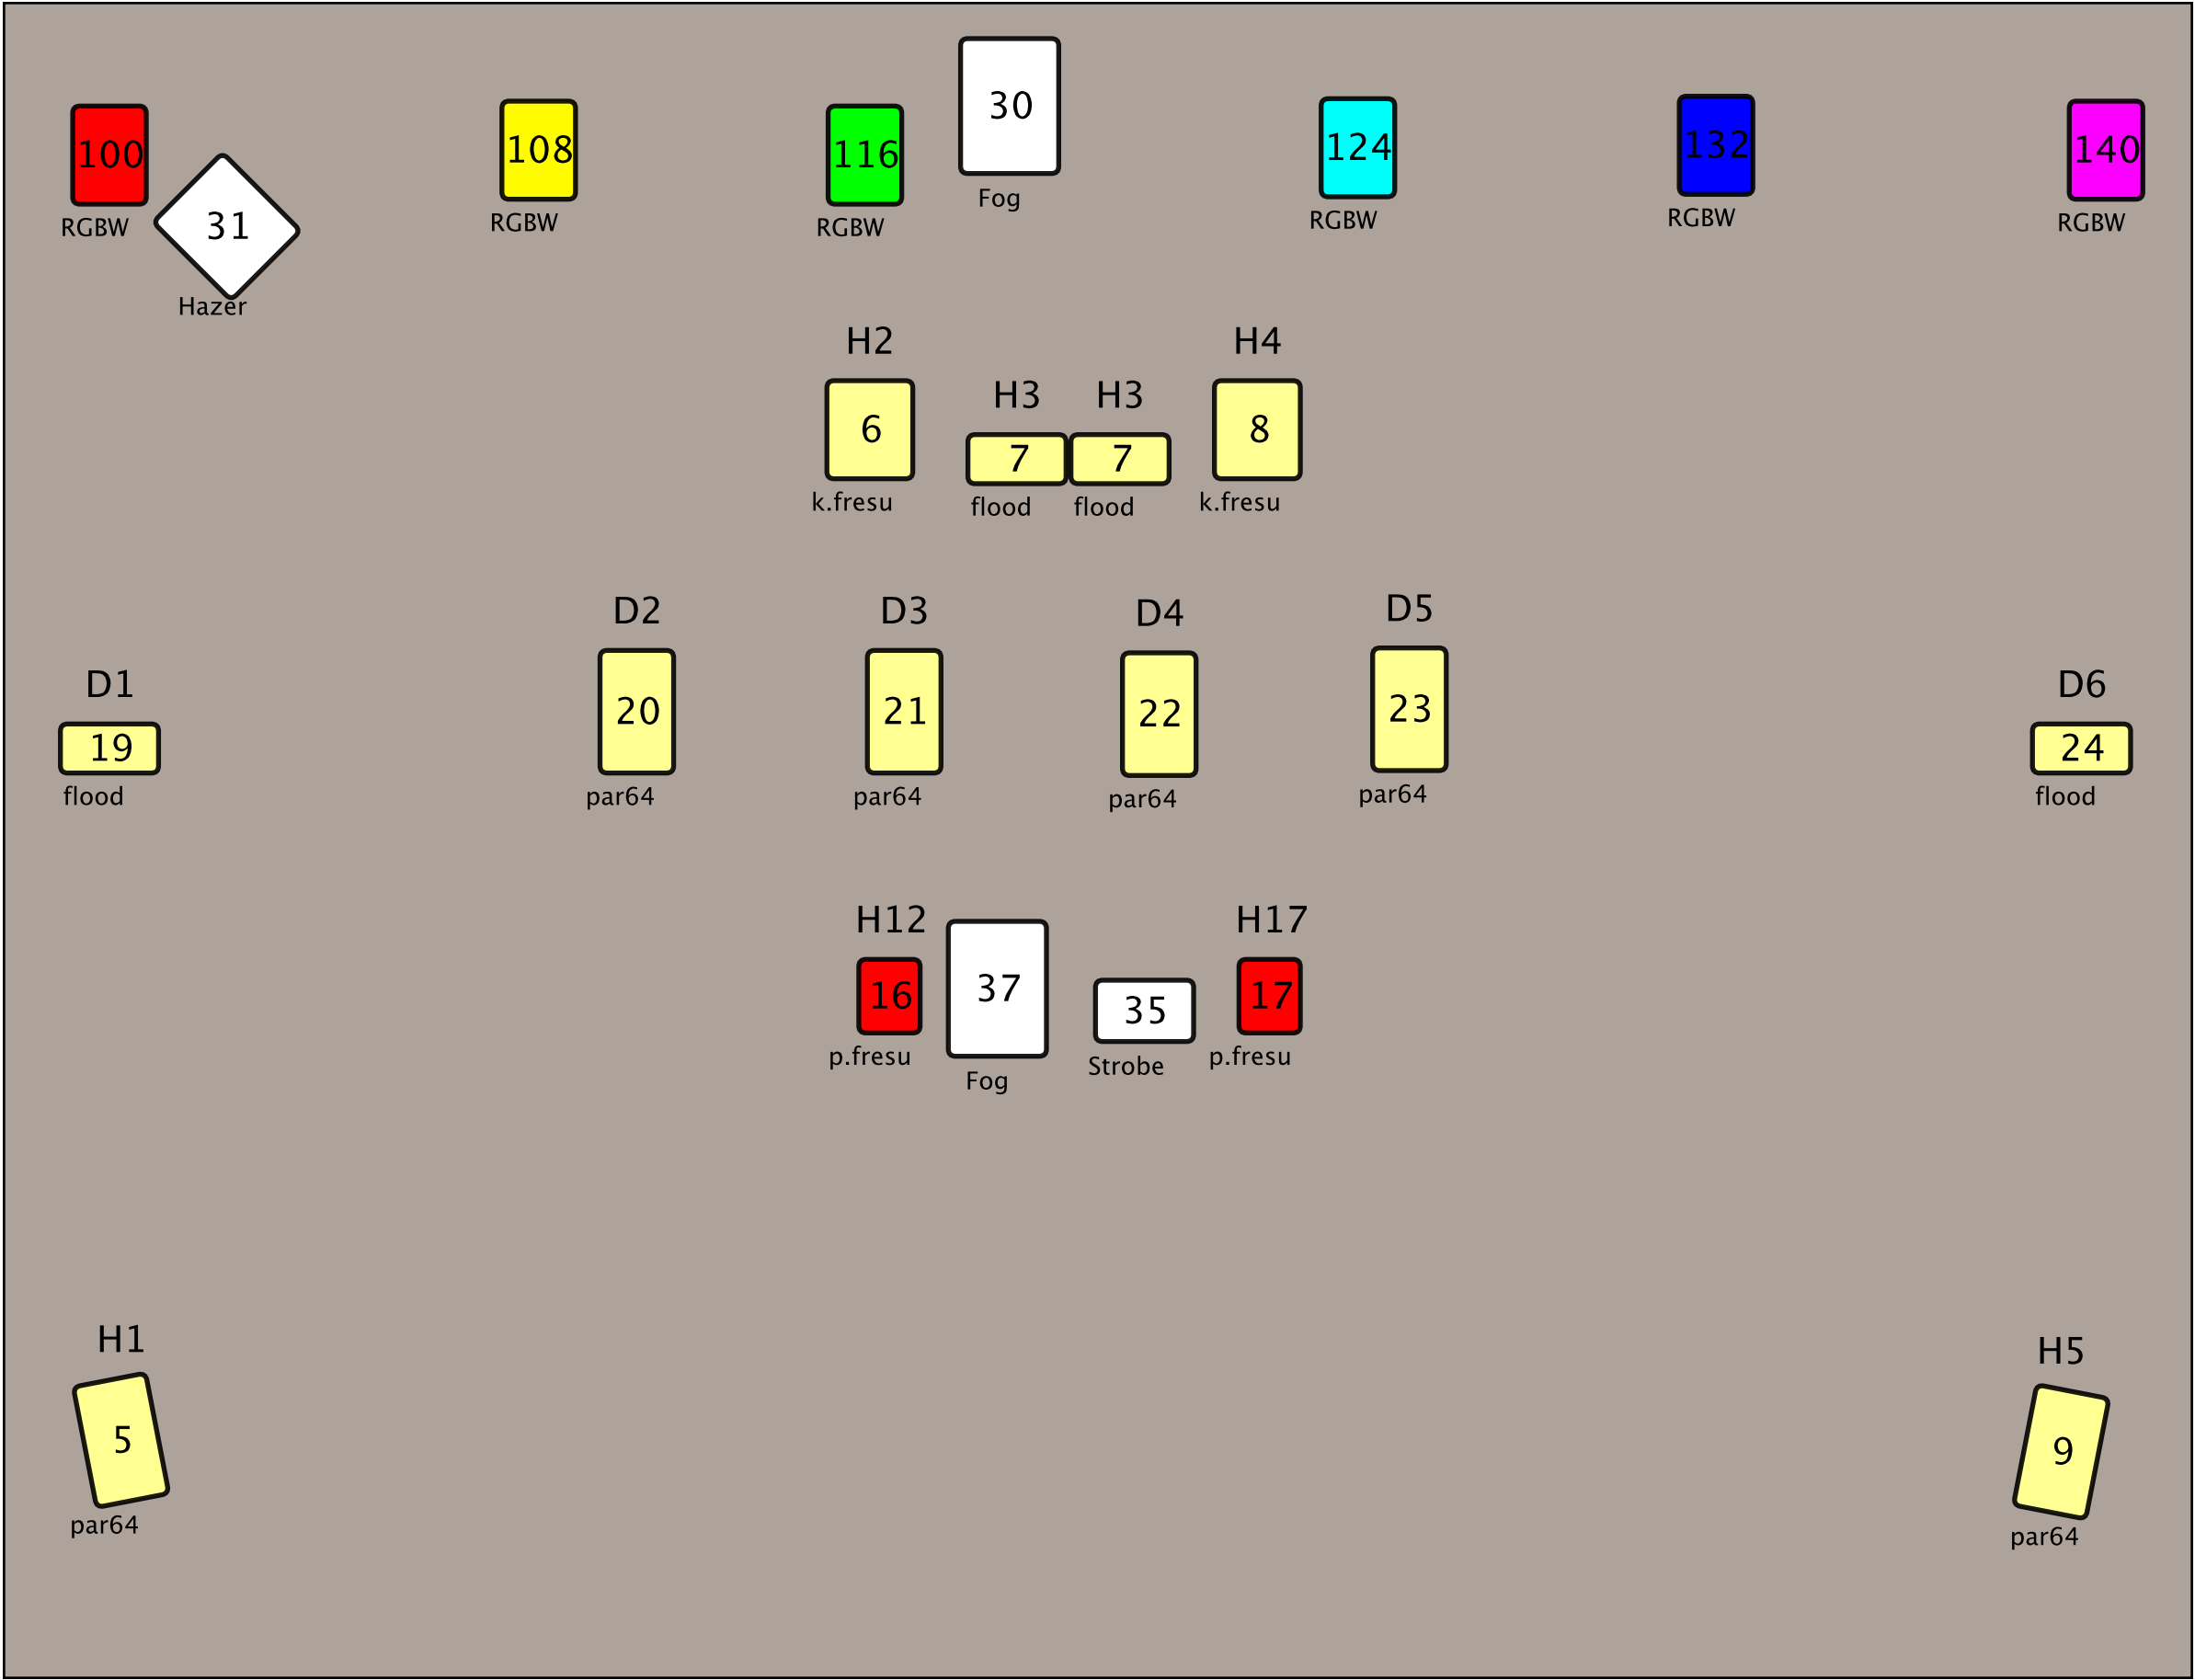 30
100
108
116
124
132
140
Fog
RGBW
31
RGBW
RGBW
RGBW
RGBW
RGBW
Hazer
H2
H4
H3
H3
6
7
7
8
k.fresu
flood
flood
k.fresu
D2
D3
D4
D5
D1
D6
20
21
22
23
19
24
flood
par64
par64
par64
par64
flood
H12
H17
16
37
35
17
p.fresu
Fog
Strobe
p.fresu
H1
H5
5
9
par64
par64